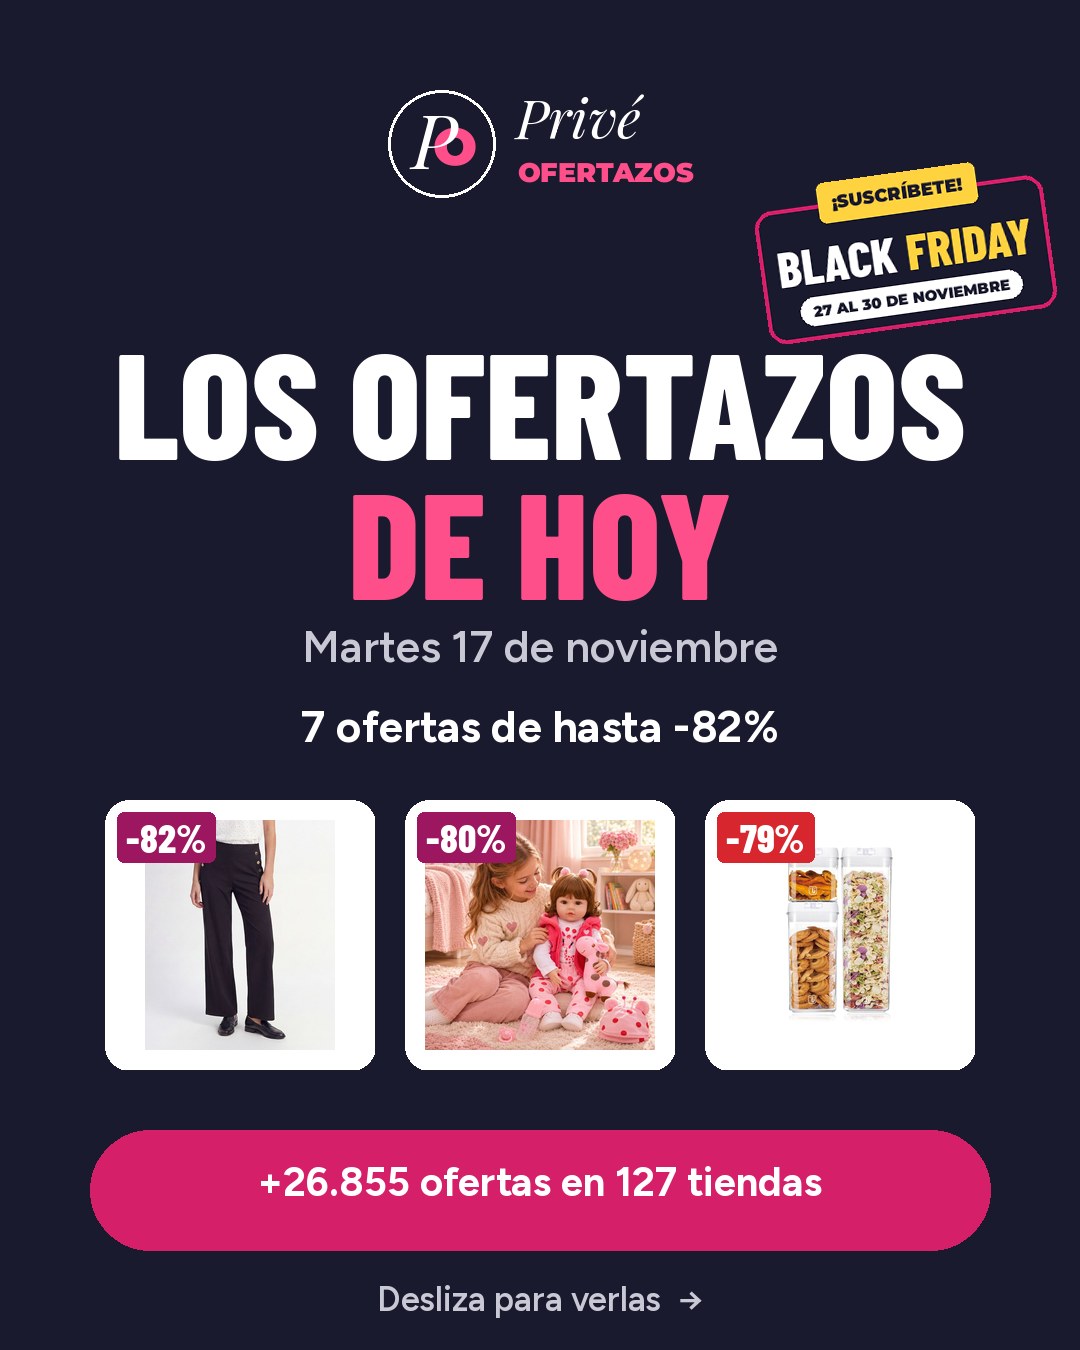 Po
Privé
OFERTAZOS
¡SUSCRÍBETE!
BLACK FRIDAY
27 AL 30 DE NOVIEMBRE
LOS OFERTAZOS
DE HOY
Martes 17 de noviembre
7 ofertas de hasta -82%
-82%
-80%
-79%
+26.855 ofertas en 127 tiendas
Desliza para verlas →